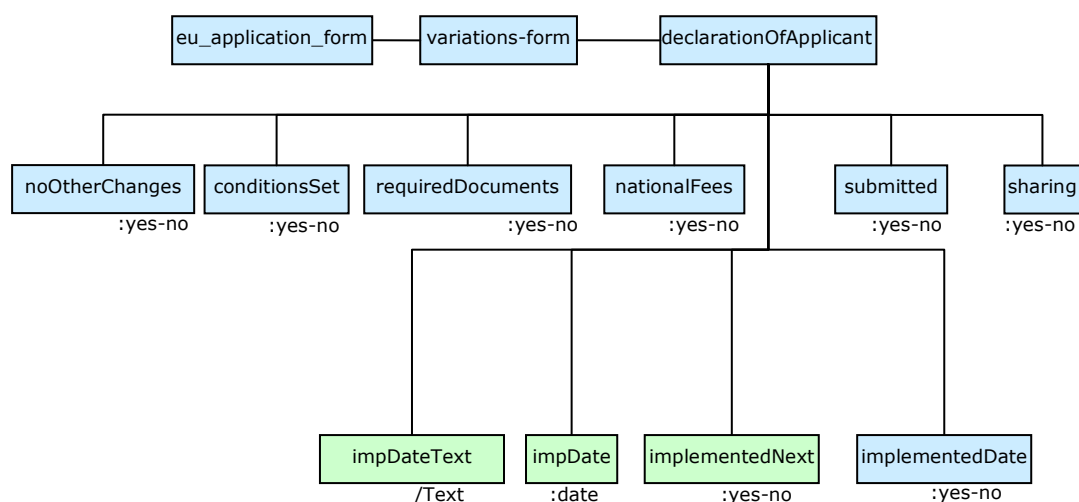 eu_application_form variations-form declarationOfApplicant
noOtherChanges conditionsSet requiredDocuments nationalFees submitted sharing
:yes-no :yes-no :yes-no :yes-no :yes-no :yes-no
impDateText impDate implementedNext implementedDate
/Text :date :yes-no :yes-no